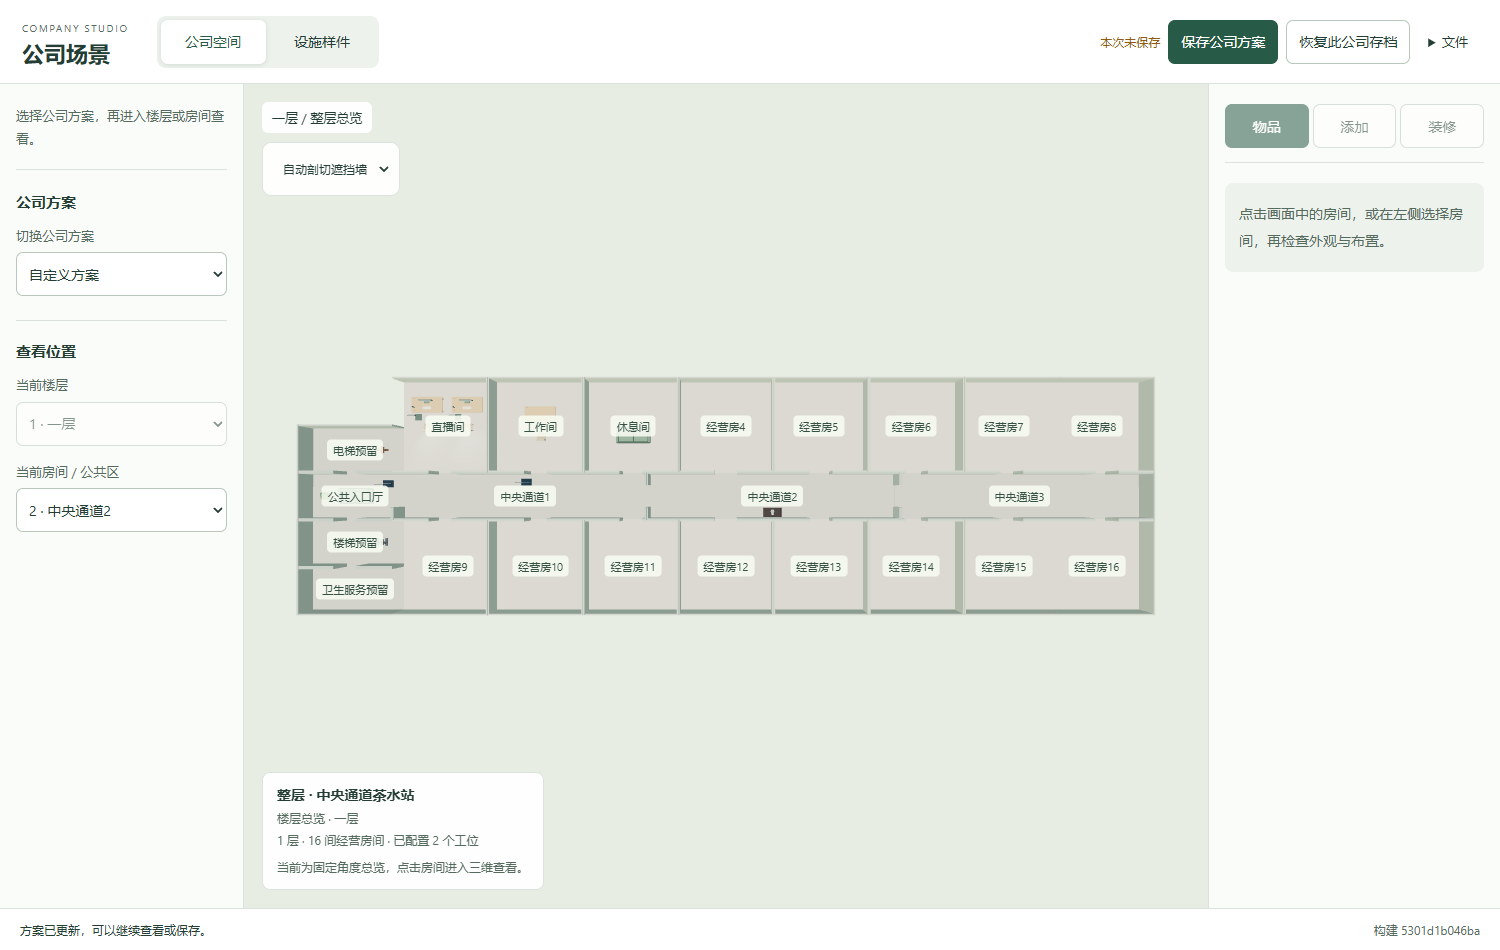 COMPANY STUDIO
公司场景
公司空间
设施样件
本次未保存
保存公司方案
恢复此公司存档
▶ 文件
选择公司方案，再进入楼层或房间查
看。
公司方案
切换公司方案
自定义方案
查看位置
当前楼层
1 · 一层
当前房间 / 公共区
2 · 中央通道2
一层 / 整层总览
自动剖切遮挡墙
直播间
工作间
休息间
经营房4
经营房5
经营房6
经营房7
经营房8
电梯预留
公共入口厅
中央通道1
中央通道2
中央通道3
楼梯预留
经营房9
经营房10
经营房11
经营房12
经营房13
经营房14
经营房15
经营房16
卫生服务预留
整层 · 中央通道茶水站
楼层总览 · 一层
1 层 · 16 间经营房间 · 已配置 2 个工位
当前为固定角度总览，点击房间进入三维查看。
物品
添加
装修
点击画面中的房间，或在左侧选择房
间，再检查外观与布置。
方案已更新，可以继续查看或保存。
构建 5301d1b046ba